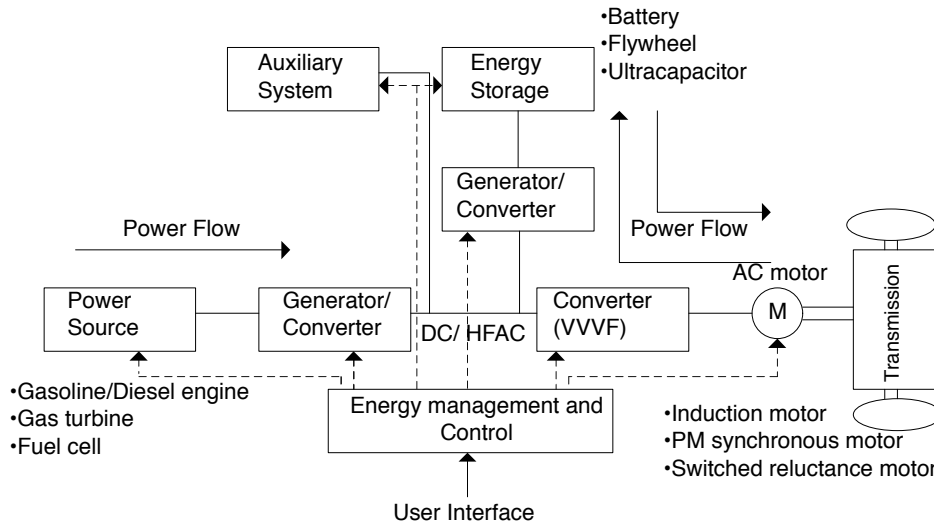 •Battery
•Flywheel
•Ultracapacitor
Auxiliary
System
Energy
Storage
Generator/
Converter
Power Flow
Power Flow
AC motor
Power
Source
Generator/
Converter
DC/ HFAC
Converter
(VVVF)
M
Transmission
•Gasoline/Diesel engine
•Gas turbine
•Fuel cell
Energy management and
Control
•Induction motor
•PM synchronous motor
•Switched reluctance motor
User Interface